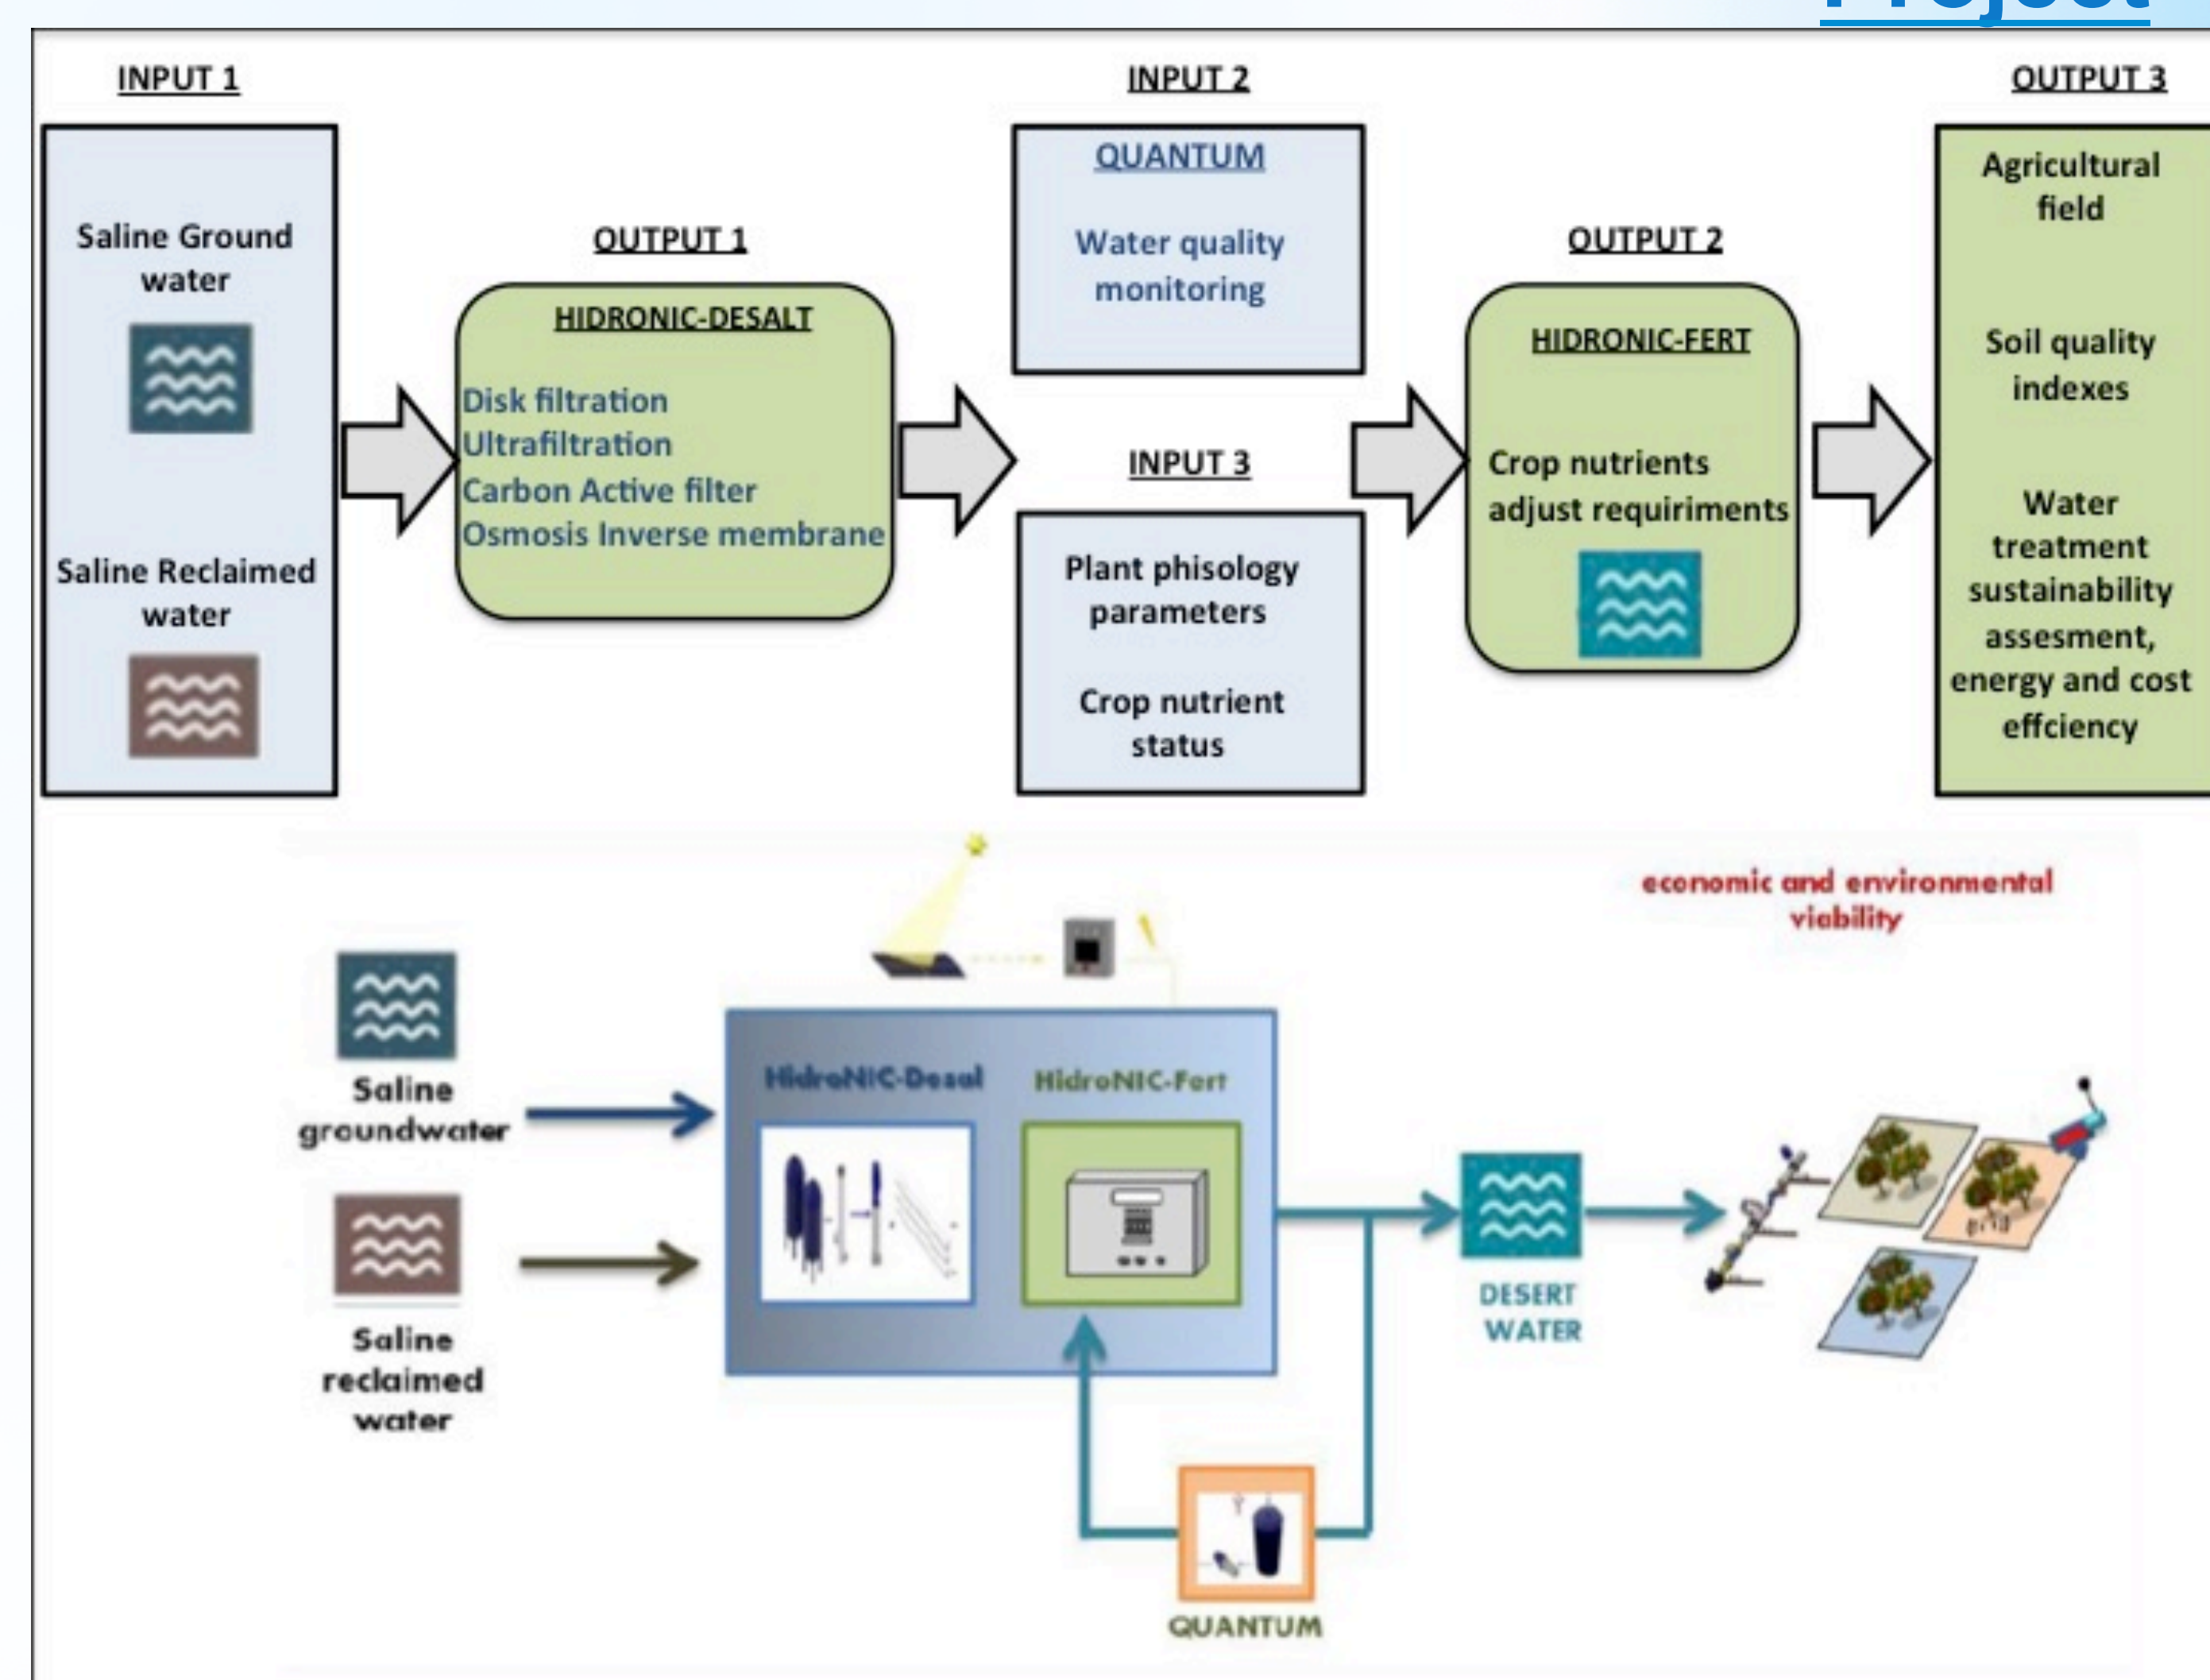 Project
INPUT 1
Saline Ground
water
Saline Reclaimed
water
OUTPUT 1
HIDRONIC-DESALT
Disk filtration
Ultrafiltration
Carbon Active filter
Osmosis Inverse membrane
INPUT 2
QUANTUM
Water quality
monitoring
INPUT 3
Plant phisology
parameters
Crop nutrient
status
OUTPUT 2
HIDRONIC-FERT
Crop nutrients
adjust requiriments
OUTPUT 3
Agricultural
field
Soil quality
indexes
Water
treatment
sustainability
assesment,
energy and cost
effciency
economic and environmental
viability
Saline
groundwater
Saline
reclaimed
water
HidroNIC-Desal
HidroNIC-Fert
DESERT
WATER
QUANTUM